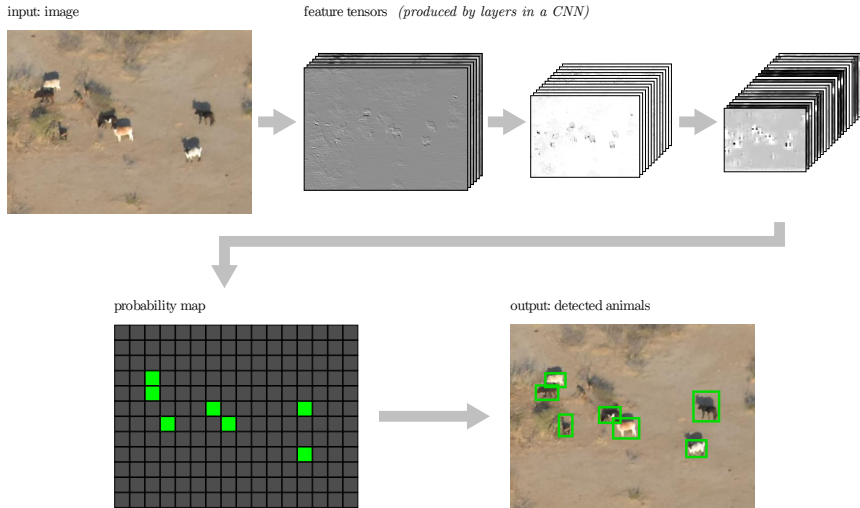 input: image
feature tensors (produced by layers in a CNN)
probability map
output: detected animals